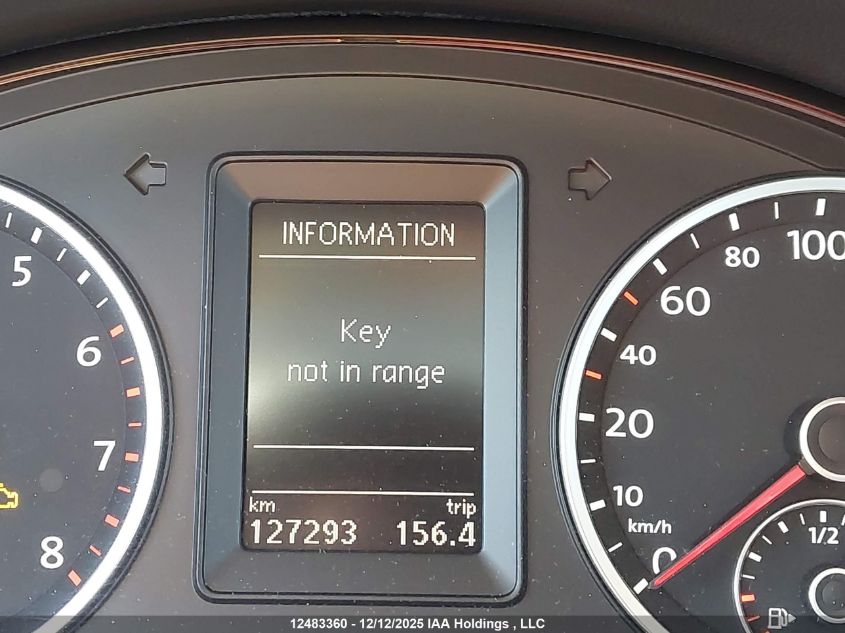 INFORMATION
Key
not in range
km trip
127293 156.4
5
6
7
8
100
80
60
40
20
10
km/h
0
1/2
12483360 - 12/12/2025 IAA Holdings , LLC